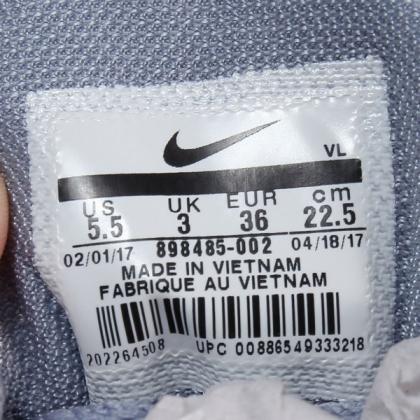 VL
US UK EUR cm
5.5 3 36 22.5
02/01/17 898485-002 04/18/17
MADE IN VIETNAM
FABRIQUE AU VIETNAM
202264508 UPC 00886549333218